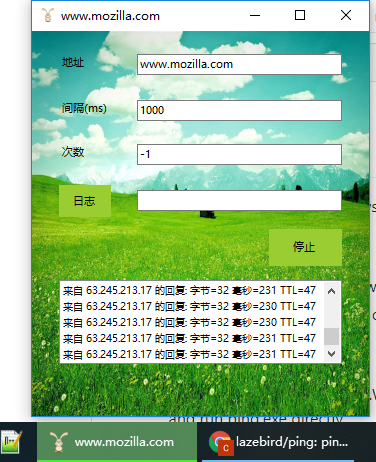 www.mozilla.com
地址
www.mozilla.com
间隔(ms)
1000
次数
-1
日志
停止
来自 63.245.213.17 的回复: 字节=32 毫秒=231 TTL=47
来自 63.245.213.17 的回复: 字节=32 毫秒=230 TTL=47
来自 63.245.213.17 的回复: 字节=32 毫秒=230 TTL=47
来自 63.245.213.17 的回复: 字节=32 毫秒=231 TTL=47
来自 63.245.213.17 的回复: 字节=32 毫秒=231 TTL=47
www.mozilla.com
lazebird/ping: pin...